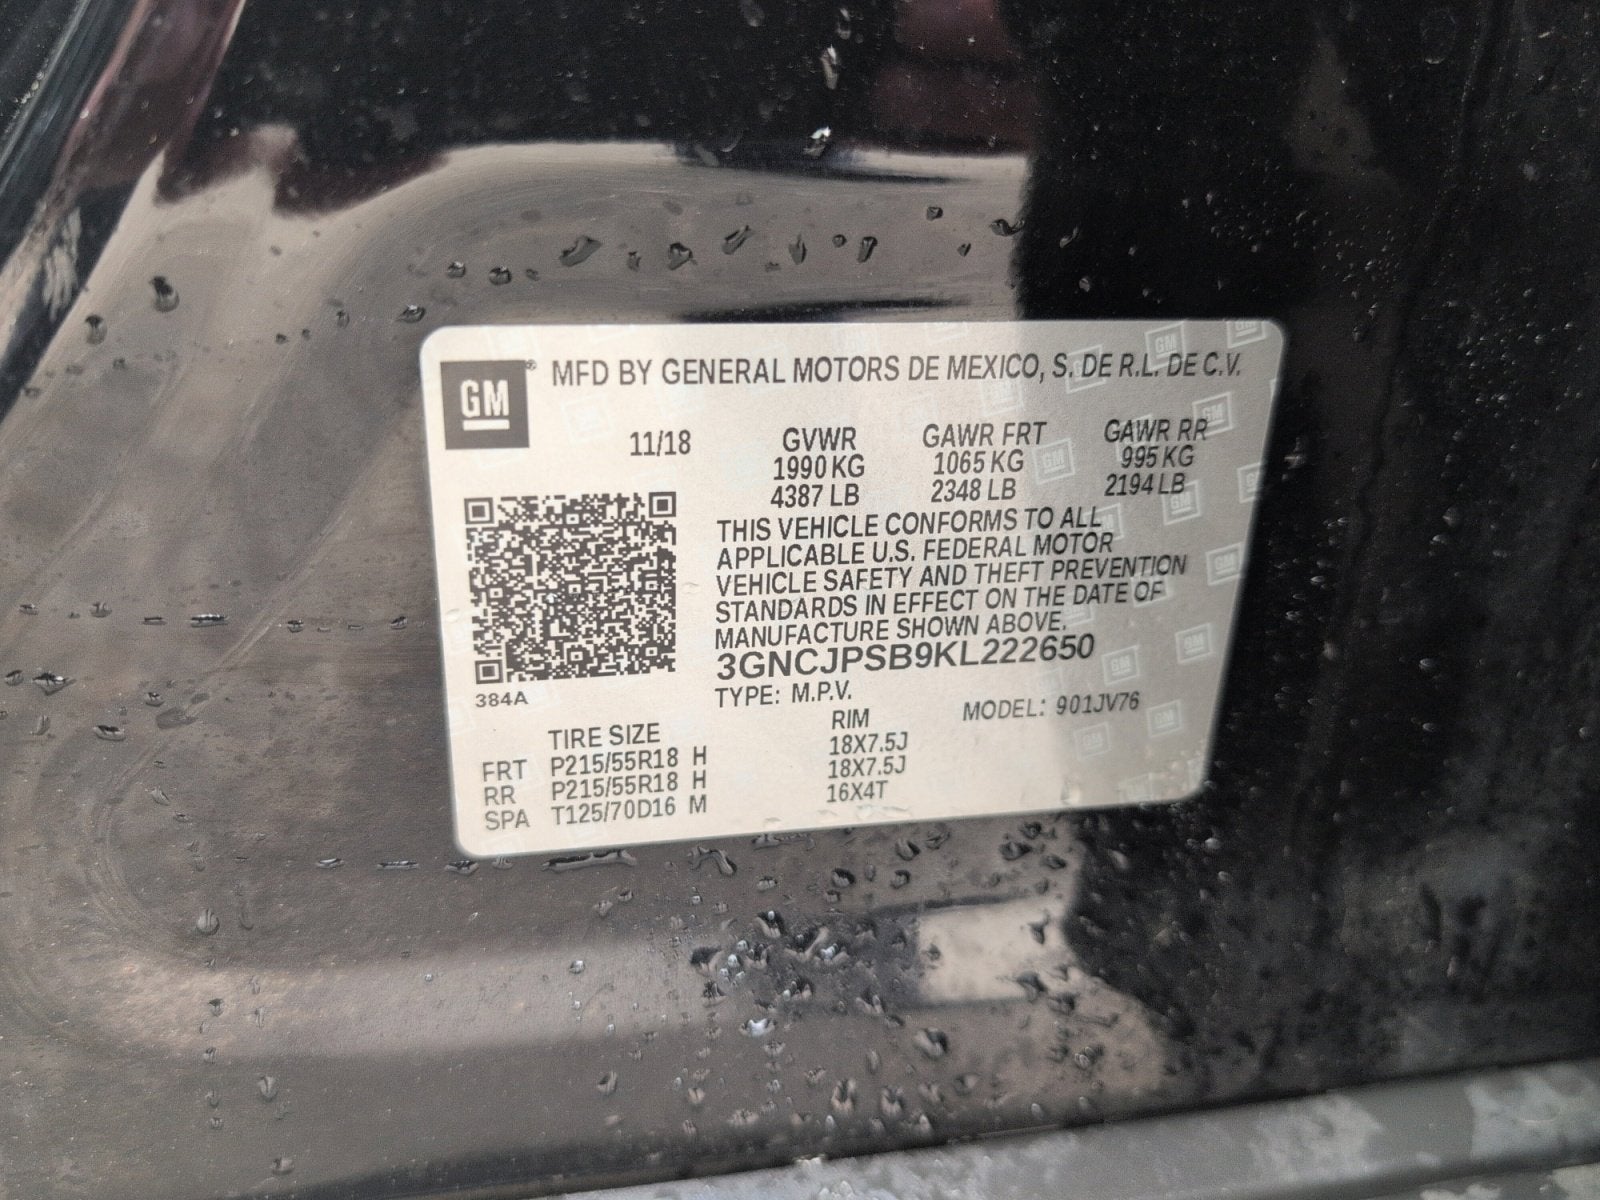 GM® MFD BY GENERAL MOTORS DE MEXICO, S. DE R.L. DE C.V.
11/18 GVWR GAWR FRT GAWR RR
1990 KG 1065 KG 995 KG
4387 LB 2348 LB 2194 LB
THIS VEHICLE CONFORMS TO ALL
APPLICABLE U.S. FEDERAL MOTOR
VEHICLE SAFETY AND THEFT PREVENTION
STANDARDS IN EFFECT ON THE DATE OF
MANUFACTURE SHOWN ABOVE.
3GNCJPSB9KL222650
384A TYPE: M.P.V. MODEL: 901JV76
TIRE SIZE RIM
FRT P215/55R18 H 18X7.5J
RR P215/55R18 H 18X7.5J
SPA T125/70D16 M 16X4T